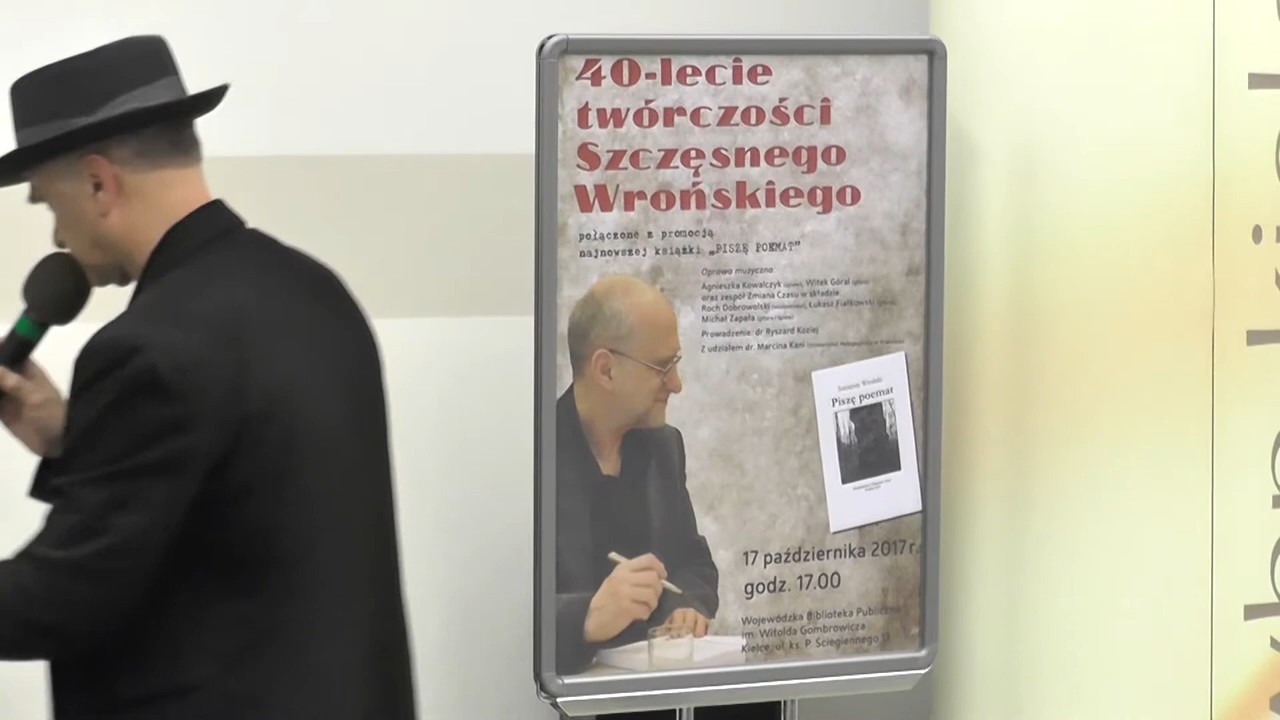 40-lecie
twórczości
Szczęsnego
Wrońskiego
połączone z promocją
najnowszej książki „PISZĘ POEMAT”
Oprawa muzyczna:
Agnieszka Kowalczyk Witek Góral
oraz zespół Zmiana Czasu w składzie
Roch Dobrowolski Łukasz Fiałkowski
Michał Zapała
Prowadzenie: dr Ryszard Koziej
Z udziałem dr. Marcina Kani
Piszę poemat
17 października 2017 r.
godz. 17.00
Wojewódzka Biblioteka Publiczna
im. Witolda Gombrowicza
Kielce, ul. ks. P. Ściegiennego 13